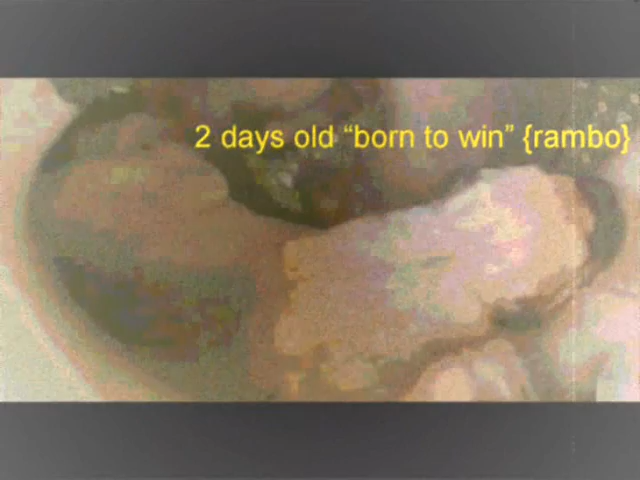 2 days old “born to win” {rambo}